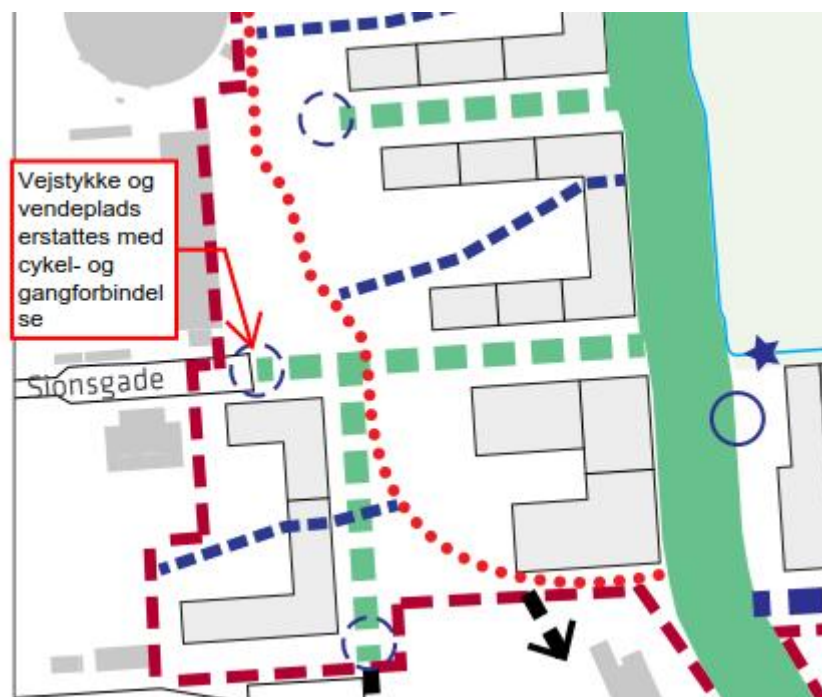 Vejstykke og
vendeplads
erstattes med
cykel- og
gangforbindel
se
Sionsgade